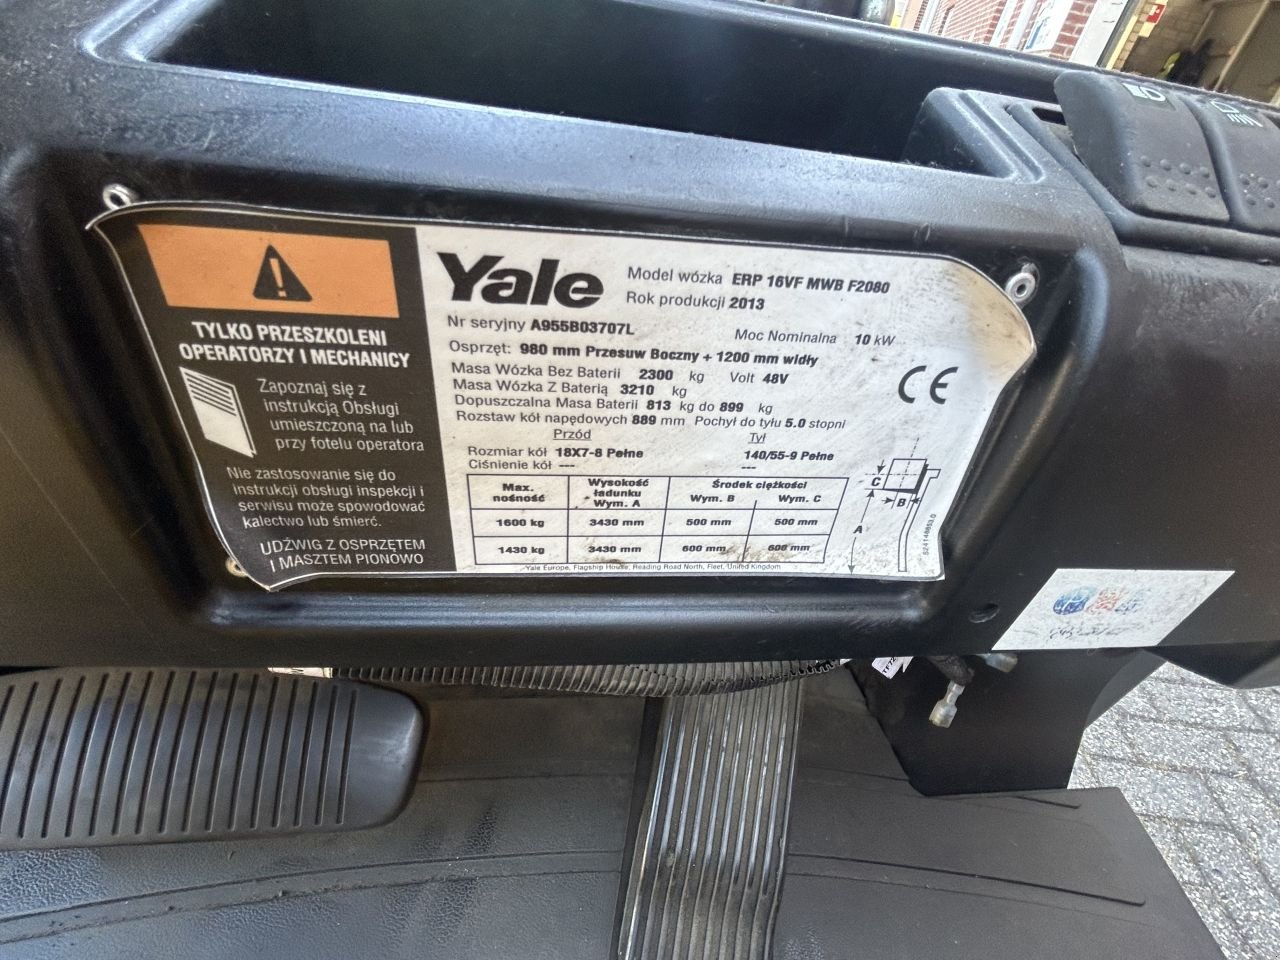 TYLKO PRZESZKOLENI
OPERATORZY I MECHANICY
Zapoznaj się z
instrukcją Obsługi
umieszczoną na lub
przy fotelu operatora
Nie zastosowanie się do
instrukcji obsługi inspekcji i
serwisu może spowodować
kalectwo lub śmierć.
UDŹWIG Z OSPRZĘTEM
I MASZTEM PIONOWO
Yale
Model wózka ERP 16VF MWB F2080
Rok produkcji 2013
Nr seryjny A955B03707L
Moc Nominalna 10 kW
Osprzęt: 980 mm Przesuw Boczny + 1200 mm widły
Masa Wózka Bez Baterii 2300 kg Volt 48V
Masa Wózka Z Baterią 3210 kg
Dopuszczalna Masa Baterii 813 kg do 899 kg
Rozstaw kół napędowych 889 mm Pochył do tyłu 5.0 stopni
Przód Tył
Rozmiar kół 18X7-8 Pełne 140/55-9 Pełne
Ciśnienie kół --- ---
Max. nośność Wysokość ładunku Wym. A Środek ciężkości Wym. B Wym. C
1600 kg 3430 mm 500 mm 500 mm
1430 kg 3430 mm 600 mm 600 mm
Yale Europe, Flagship House, Reading Road North, Fleet, United Kingdom
CE
C
B
A